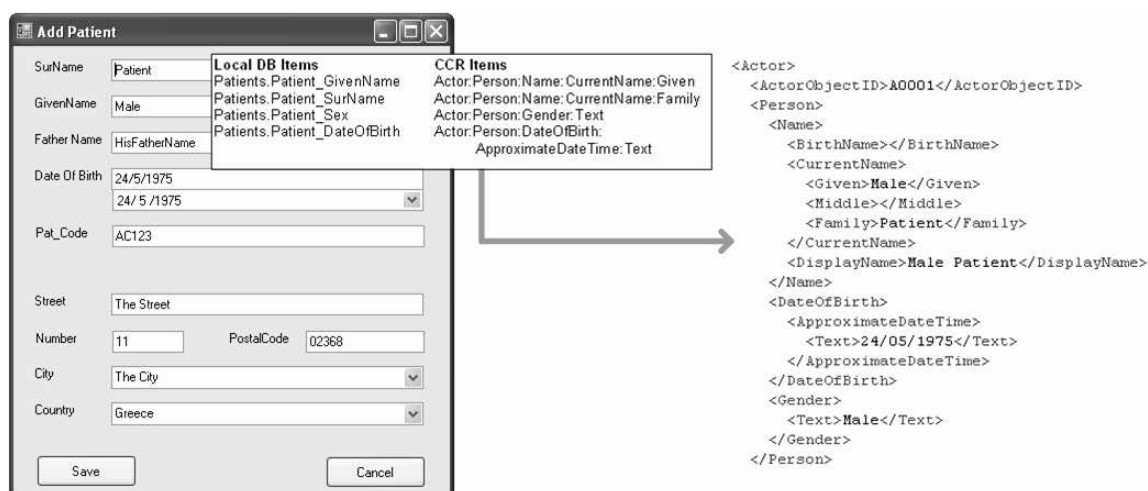 Add Patient
SurName Patient
GivenName Male
Father Name HisFatherName
Date Of Birth 24/5/1975
24/ 5 /1975
Pat_Code AC123
Street The Street
Number 11 PostalCode 02368
City The City
Country Greece
Save Cancel
Local DB Items CCR Items
Patients.Patient_GivenName Actor:Person:Name:CurrentName:Given
Patients.Patient_SurName Actor:Person:Name:CurrentName:Family
Patients.Patient_Sex Actor:Person:Gender:Text
Patients.Patient_DateOfBirth Actor:Person:DateOfBirth:
ApproximateDateTime:Text
<Actor>
<ActorObjectID>A0001</ActorObjectID>
<Person>
<Name>
<BirthName></BirthName>
<CurrentName>
<Given>Male</Given>
<Middle></Middle>
<Family>Patient</Family>
</CurrentName>
<DisplayName>Male Patient</DisplayName>
</Name>
<DateOfBirth>
<ApproximateDateTime>
<Text>24/05/1975</Text>
</ApproximateDateTime>
</DateOfBirth>
<Gender>
<Text>Male</Text>
</Gender>
</Person>